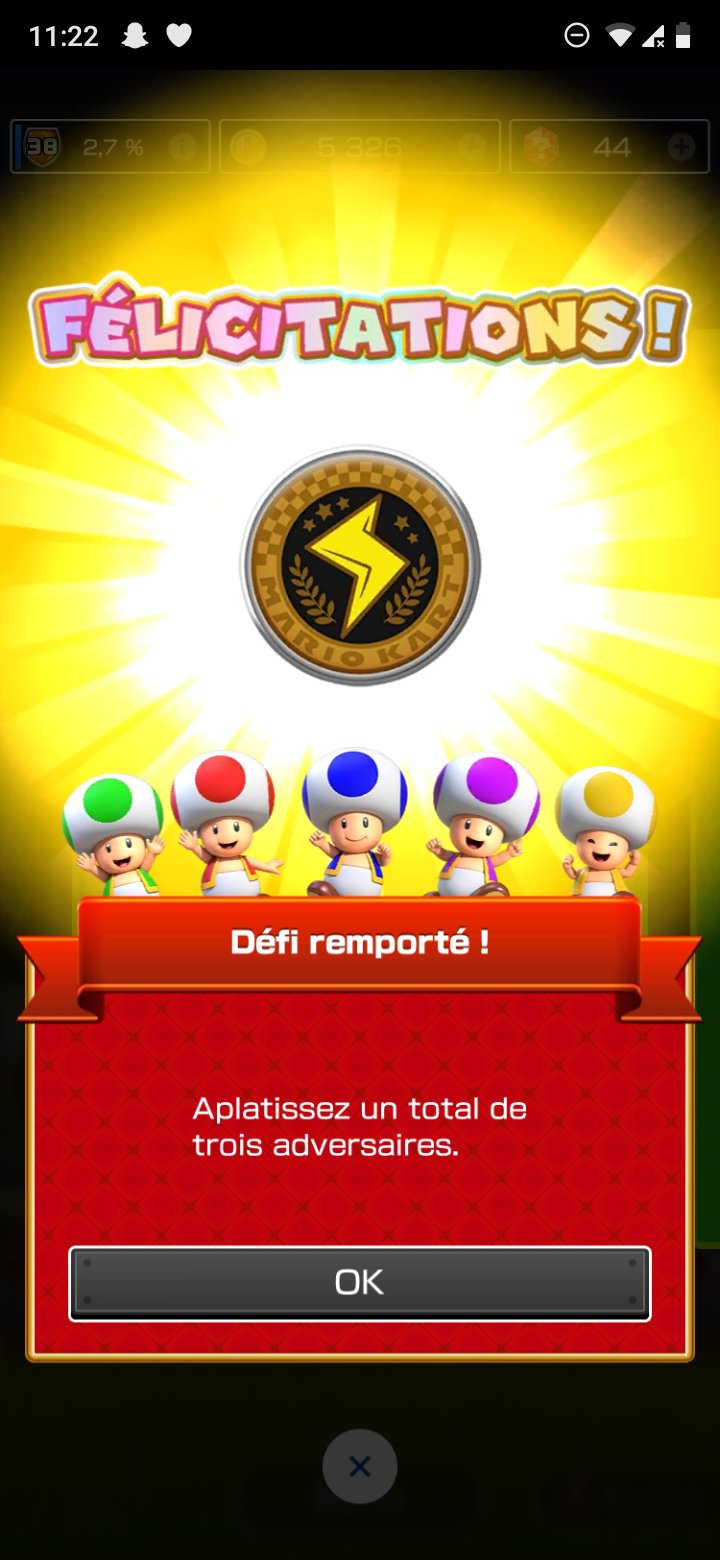 11:22
38 2,7 % i 5 326 44 +
FÉLICITATIONS !
MARIO KART
Défi remporté !
Aplatissez un total de
trois adversaires.
OK